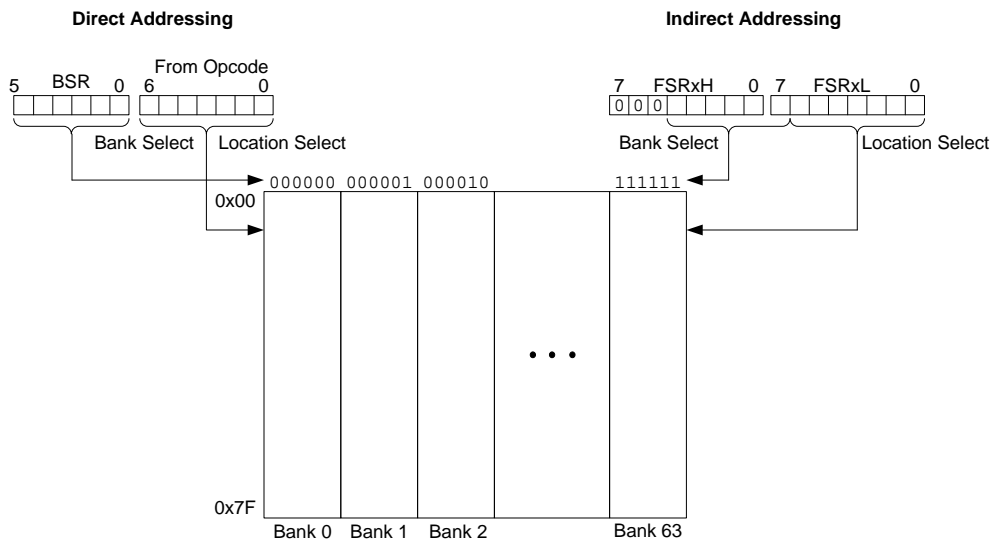 Direct Addressing
Indirect Addressing
From Opcode
5 BSR 0 6 0
7 FSRxH 0 7 FSRxL 0
0 0 0
Bank Select Location Select
Bank Select Location Select
000000 000001 000010 111111
0x00
0x7F
Bank 0 Bank 1 Bank 2 Bank 63